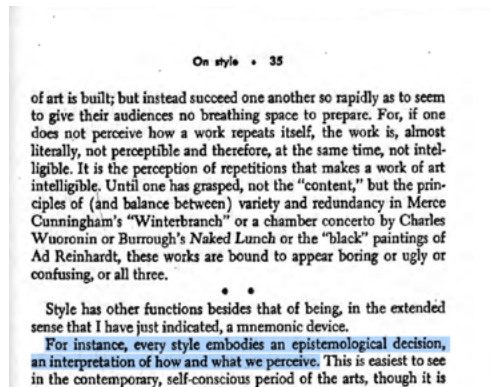 On style • 35
of art is built; but instead succeed one another so rapidly as to seem
to give their audiences no breathing space to prepare. For, if one
does not perceive how a work repeats itself, the work is, almost
literally, not perceptible and therefore, at the same time, not intel-
ligible. It is the perception of repetitions that makes a work of art
intelligible. Until one has grasped, not the "content," but the prin-
ciples of (and balance between) variety and redundancy in Merce
Cunningham's "Winterbranch" or a chamber concerto by Charles
Wuoronin or Burrough's Naked Lunch or the "black" paintings of
Ad Reinhardt, these works are bound to appear boring or ugly or
confusing, or all three.
• •
Style has other functions besides that of being, in the extended
sense that I have just indicated, a mnemonic device.
For instance, every style embodies an epistemological decision,
an interpretation of how and what we perceive. This is easiest to see
in the contemporary, self-conscious period of the arts, though it is